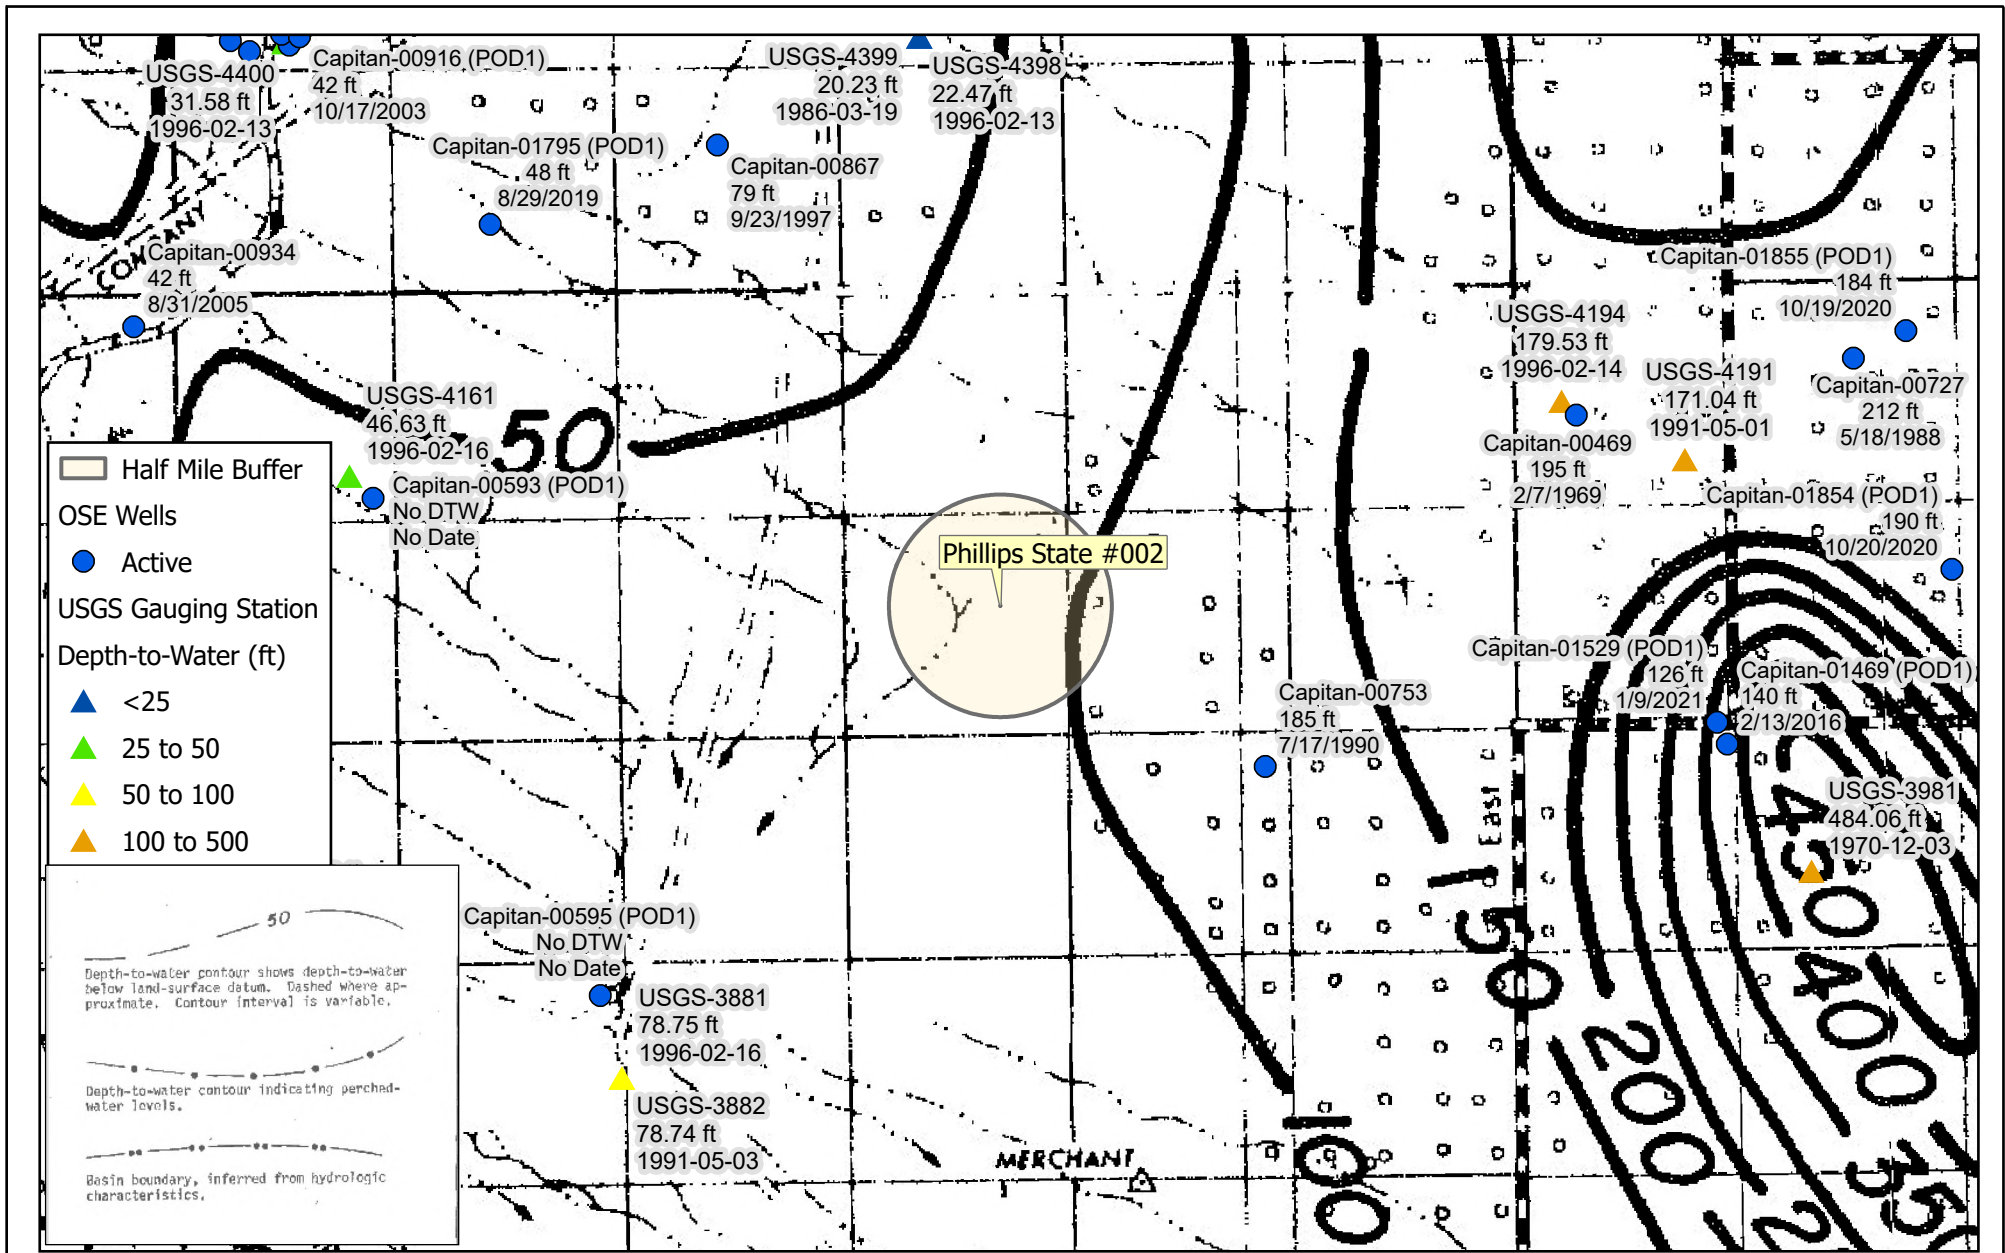 USGS-4400
31.58 ft
1996-02-13
Capitan-00916 (POD1)
42 ft
10/17/2003
USGS-4399
20.23 ft
1986-03-19
USGS-4398
22.47 ft
1996-02-13
Capitan-01795 (POD1)
48 ft
8/29/2019
Capitan-00867
79 ft
9/23/1997
COMPANY
Capitan-00934
42 ft
8/31/2005
Capitan-01855 (POD1)
184 ft
10/19/2020
USGS-4194
179.53 ft
1996-02-14
USGS-4191
171.04 ft
1991-05-01
Capitan-00727
212 ft
5/18/1988
USGS-4161
46.63 ft
1996-02-16
50
Capitan-00469
195 ft
2/7/1969
Capitan-00593 (POD1)
No DTW
No Date
Capitan-01854 (POD1)
190 ft
10/20/2020
Phillips State #002
Half Mile Buffer
OSE Wells
Active
USGS Gauging Station
Depth-to-Water (ft)
<25
25 to 50
50 to 100
100 to 500
Capitan-01529 (POD1)
126 ft
1/9/2021
Capitan-01469 (POD1)
140 ft
2/13/2016
Capitan-00753
185 ft
7/17/1990
USGS-3981
484.06 ft
1970-12-03
East
150
200
400
100
Capitan-00595 (POD1)
No DTW
No Date
USGS-3881
78.75 ft
1996-02-16
USGS-3882
78.74 ft
1991-05-03
MERCHANT
50
Depth-to-water contour shows depth-to-water
below land-surface datum. Dashed where ap-
proximate. Contour interval is variable.
Depth-to-water contour indicating perched-
water levels.
Basin boundary, inferred from hydrologic
characteristics.